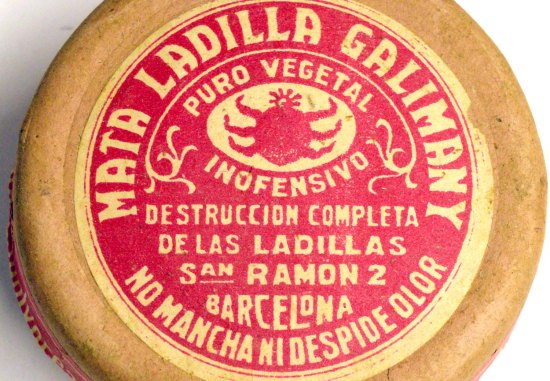 MATA LADILLA GALIMANY
PURO VEGETAL
INOFENSIVO
DESTRUCCION COMPLETA
DE LAS LADILLAS
SAN RAMON 2
BARCELONA
NO MANCHA NI DESPIDE OLOR